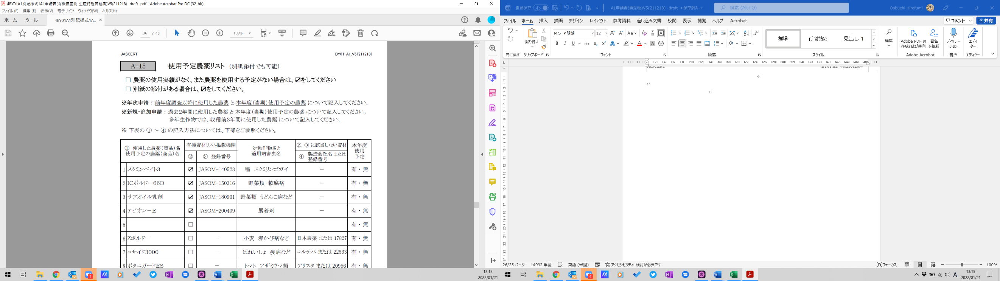 4BY01A1別記様式1A1申請書(有機農産物-生産行程管理者)V5(211218) -draft-.pdf - Adobe Acrobat Pro DC (32-bit)
ファイル(F) 編集(E) 表示(V) 電子サイン ウィンドウ(W) ヘルプ(H)
ホーム ツール 4BY01A1別記様式1A... ×
36 / 48 100%
JASCERT BY01-A1_V5(211218)
A-15 使用予定農薬リスト (別紙添付でも可能)
□ 農薬の使用実績がなく、また農薬を使用する予定がない場合は、☑をしてください
□ 別紙の添付がある場合は、☑をしてください。
※年次申請 : 前年度調査以降に使用した農薬 と 本年度(当期)使用予定の農薬 について記入してください。
※新規・追加申請 : 過去2年間に使用した農薬 と 本年度(当期)使用予定の農薬 について記入してください。
多年生作物では、収穫前3年間に使用した農薬 について記入してください。
※ 下表の ① ～ ④ の記入方法については、下部をご参照ください。
① 使用した農薬(商品)名
使用予定の農薬(商品)名
有機資材リスト掲載機関
② ③ 登録番号
対象作物名と
適用病害虫名
②, ③ に該当しない資材
④ 製造会社名 または
登録番号
本年度
使用
予定
1 スクミンベイト3 ☑ JASOM-140523 稲 スクミリンゴガイ － 有・無
2 ICボルドー66D ☑ JASOM-150316 野菜類 軟腐病 － 有・無
3 サフオイル乳剤 ☑ JASOM-180901 野菜類 うどんこ病など － 有・無
4 アビオン－E ☑ JASOM-200409 展着剤 － 有・無
5 □ 有・無
6 Zボルドー □ － 小麦 赤かび病など 日本農薬 または 17827 有・無
7 コサイド3000 □ － ばれいしょ 疫病など コルテバ または 22533 有・無
8 ボタニガードES □ － トマト アザミウマ類 アリスタ または 20956 有・無
13:15
2022/01/21
自動保存 オン A1申請書(農産物)V5(211218) -draft- • 保存済み 検索 (Alt+Q) Oobuchi Hirofumi
ファイル ホーム 挿入 描画 デザイン レイアウト 参考資料 差し込み文書 校閲 表示 開発 ヘルプ Acrobat コメント 共有
貼り付け MS P明朝 12 標準 行間詰め 見出し 1 編集 Adobe PDF の作成および共有 署名を依頼 ディクテーション エディター
元に戻す クリップボード フォント 段落 スタイル Adobe Acrobat 音声 エディター
JASCERT
26/35 ページ 14992 単語 英語 (米国) アクセシビリティ: 検討が必要です フォーカス 100%
A 13:15
2022/01/21